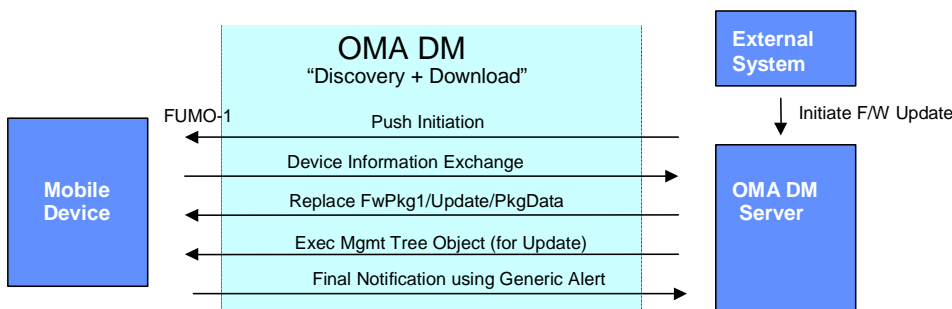 OMA DM
“Discovery + Download”
External
System
FUMO-1
Initiate F/W Update
Push Initiation
Device Information Exchange
Mobile
Device
Replace FwPkg1/Update/PkgData
OMA DM
Server
Exec Mgmt Tree Object (for Update)
Final Notification using Generic Alert